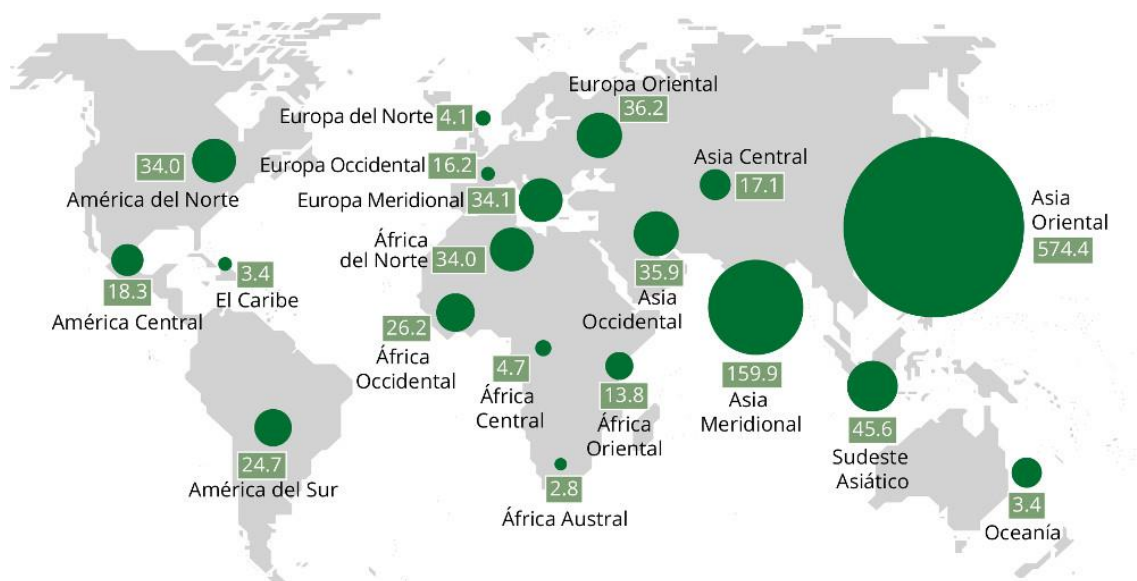 Europa Oriental
36.2
Europa del Norte 4.1
Europa Occidental 16.2
Europa Meridional 34.1
34.0
América del Norte
Asia Central
17.1
Asia
Oriental
574.4
África
del Norte
34.0
35.9
Asia
Occidental
18.3
América Central
3.4
El Caribe
26.2
África
Occidental
4.7
África
Central
13.8
África
Oriental
159.9
Asia
Meridional
45.6
Sudeste
Asiático
24.7
América del Sur
2.8
África Austral
3.4
Oceanía